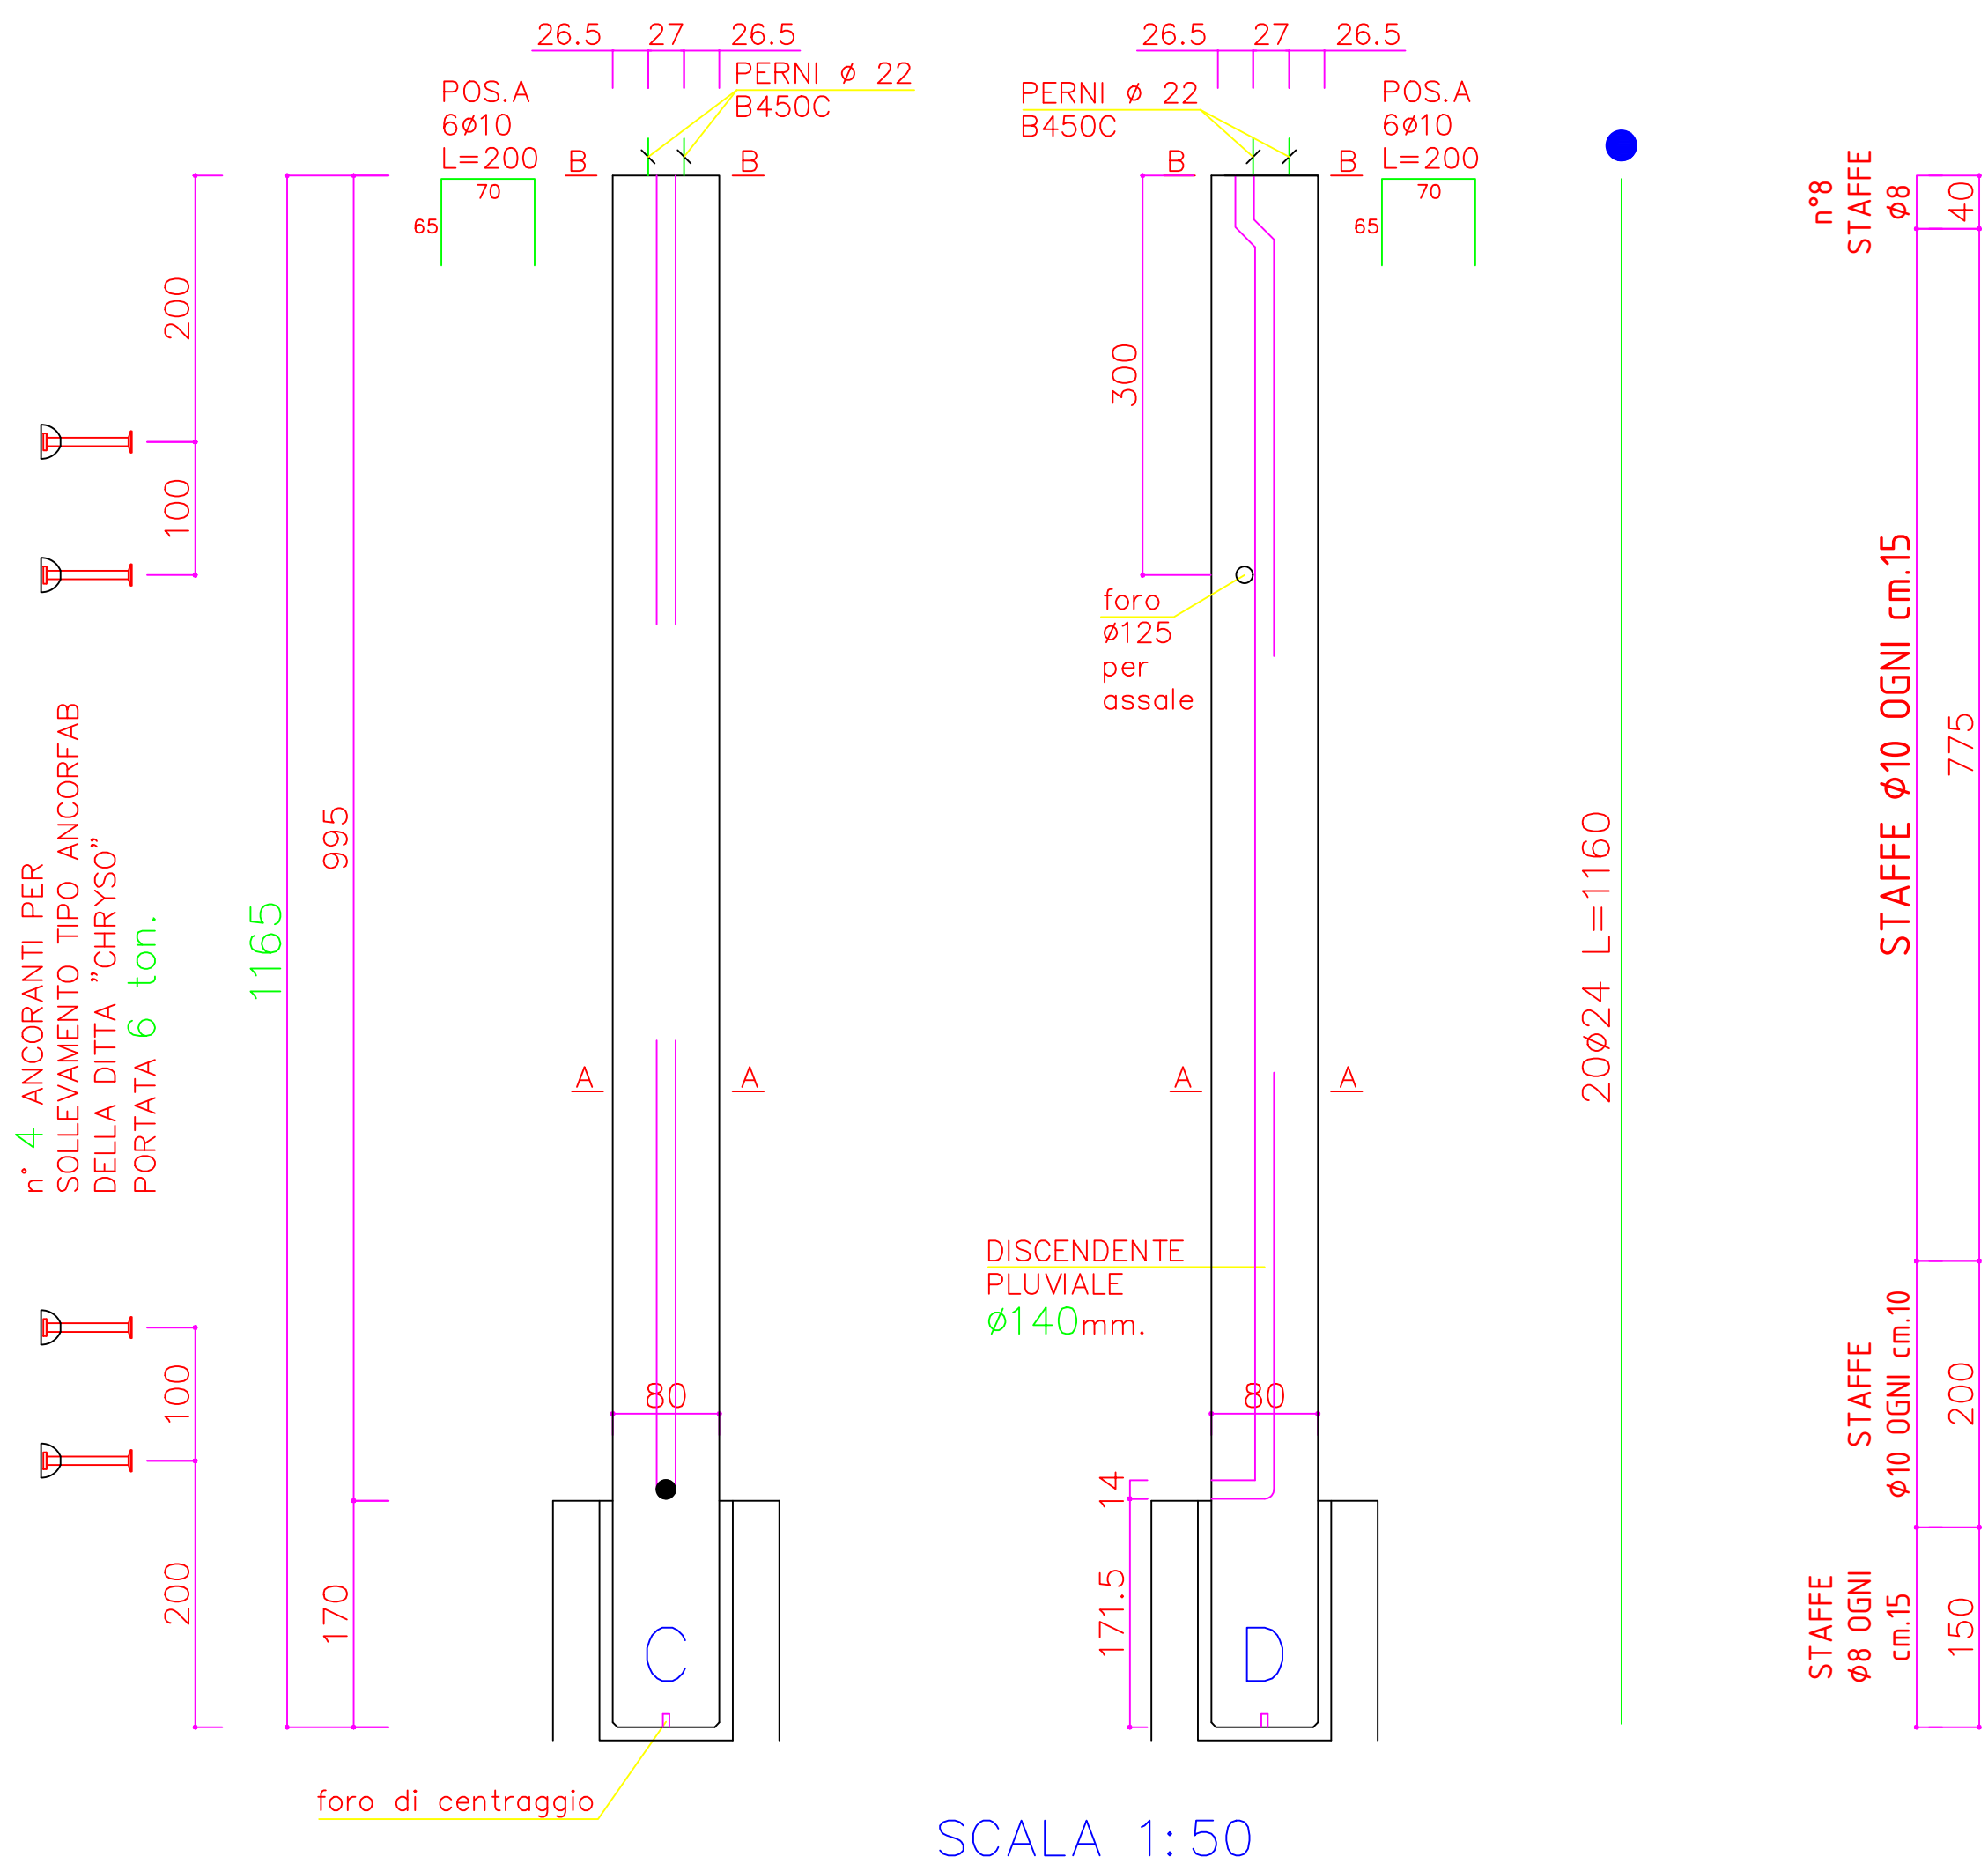 26.5 27 26.5
PERNI ø 22
B450C
POS.A
6ø10
L=200
70
65
B B
26.5 27 26.5
PERNI ø 22
B450C
POS.A
6ø10
L=200
70
65
B B
n°8
STAFFE
ø8
40
200
100
300
foro
ø125
per
assale
STAFFE ø10 OGNI cm.15
775
n° 4 ANCORANTI PER
SOLLEVAMENTO TIPO ANCORFAB
DELLA DITTA "CHRYSO"
PORTATA 6 ton.
1165
995
20ø24 L=1160
A A
A A
DISCENDENTE
PLUVIALE
ø140mm.
STAFFE
ø10 OGNI cm.10
200
100
80
80
14
200
170
171.5
C
D
STAFFE
ø8 OGNI
cm.15
150
foro di centraggio
SCALA 1:50